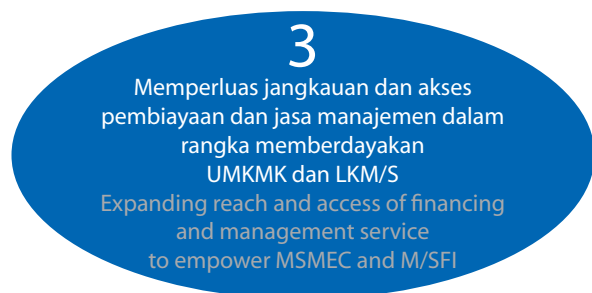 3
Memperluas jangkauan dan akses
pembiayaan dan jasa manajemen dalam
rangka memberdayakan
UMKMK dan LKM/S
Expanding reach and access of financing
and management service
to empower MSMEC and M/SFI